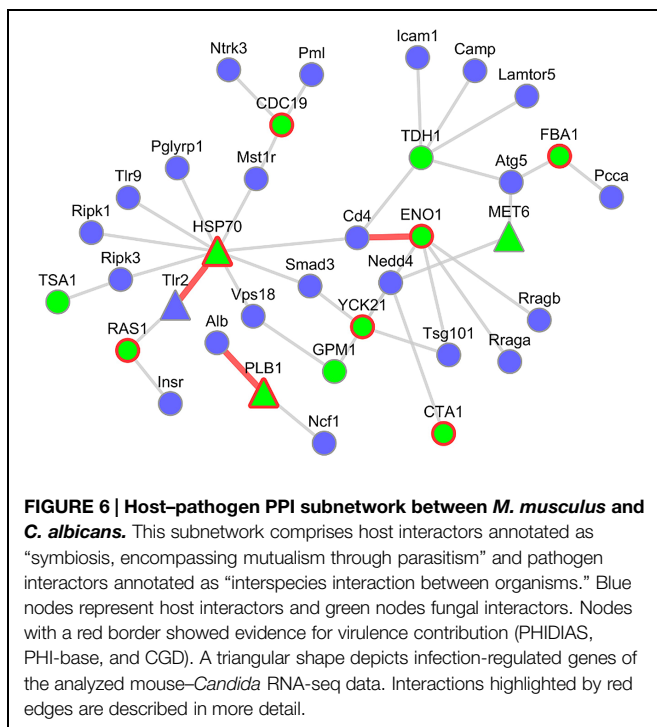 Icam1
Ntrk3
Pml
Camp
Lamtor5
CDC19
TDH1
FBA1
Pglyrp1
Mst1r
Atg5
Tlr9
Pcca
HSP70
Cd4
ENO1
MET6
Ripk1
Ripk3
Smad3
Nedd4
TSA1
Tlr2
Vps18
YCK21
Rragb
Alb
Tsg101
RAS1
GPM1
Rraga
PLB1
Insr
CTA1
Ncf1
FIGURE 6 | Host–pathogen PPI subnetwork between M. musculus and
C. albicans. This subnetwork comprises host interactors annotated as
“symbiosis, encompassing mutualism through parasitism” and pathogen
interactors annotated as “interspecies interaction between organisms.” Blue
nodes represent host interactors and green nodes fungal interactors. Nodes
with a red border showed evidence for virulence contribution (PHIDIAS,
PHI-base, and CGD). A triangular shape depicts infection-regulated genes of
the analyzed mouse–Candida RNA-seq data. Interactions highlighted by red
edges are described in more detail.